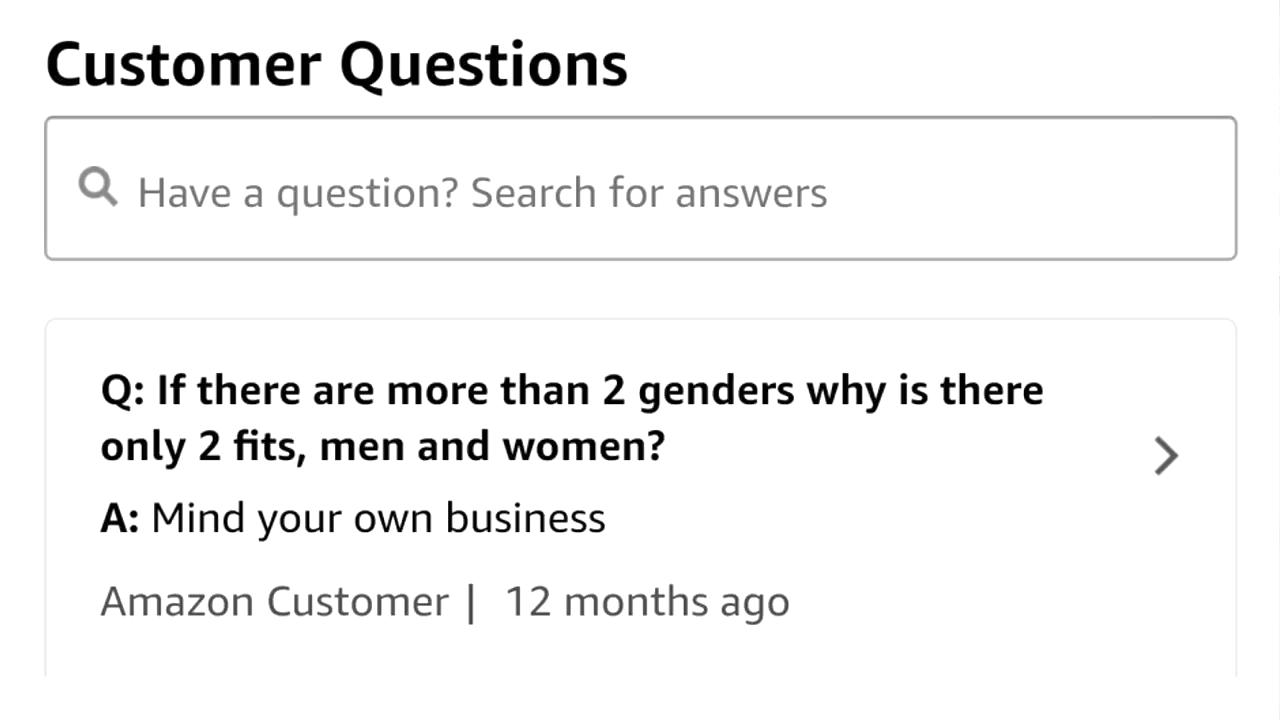 Customer Questions
Have a question? Search for answers
Q: If there are more than 2 genders why is there
only 2 fits, men and women?
A: Mind your own business
Amazon Customer | 12 months ago